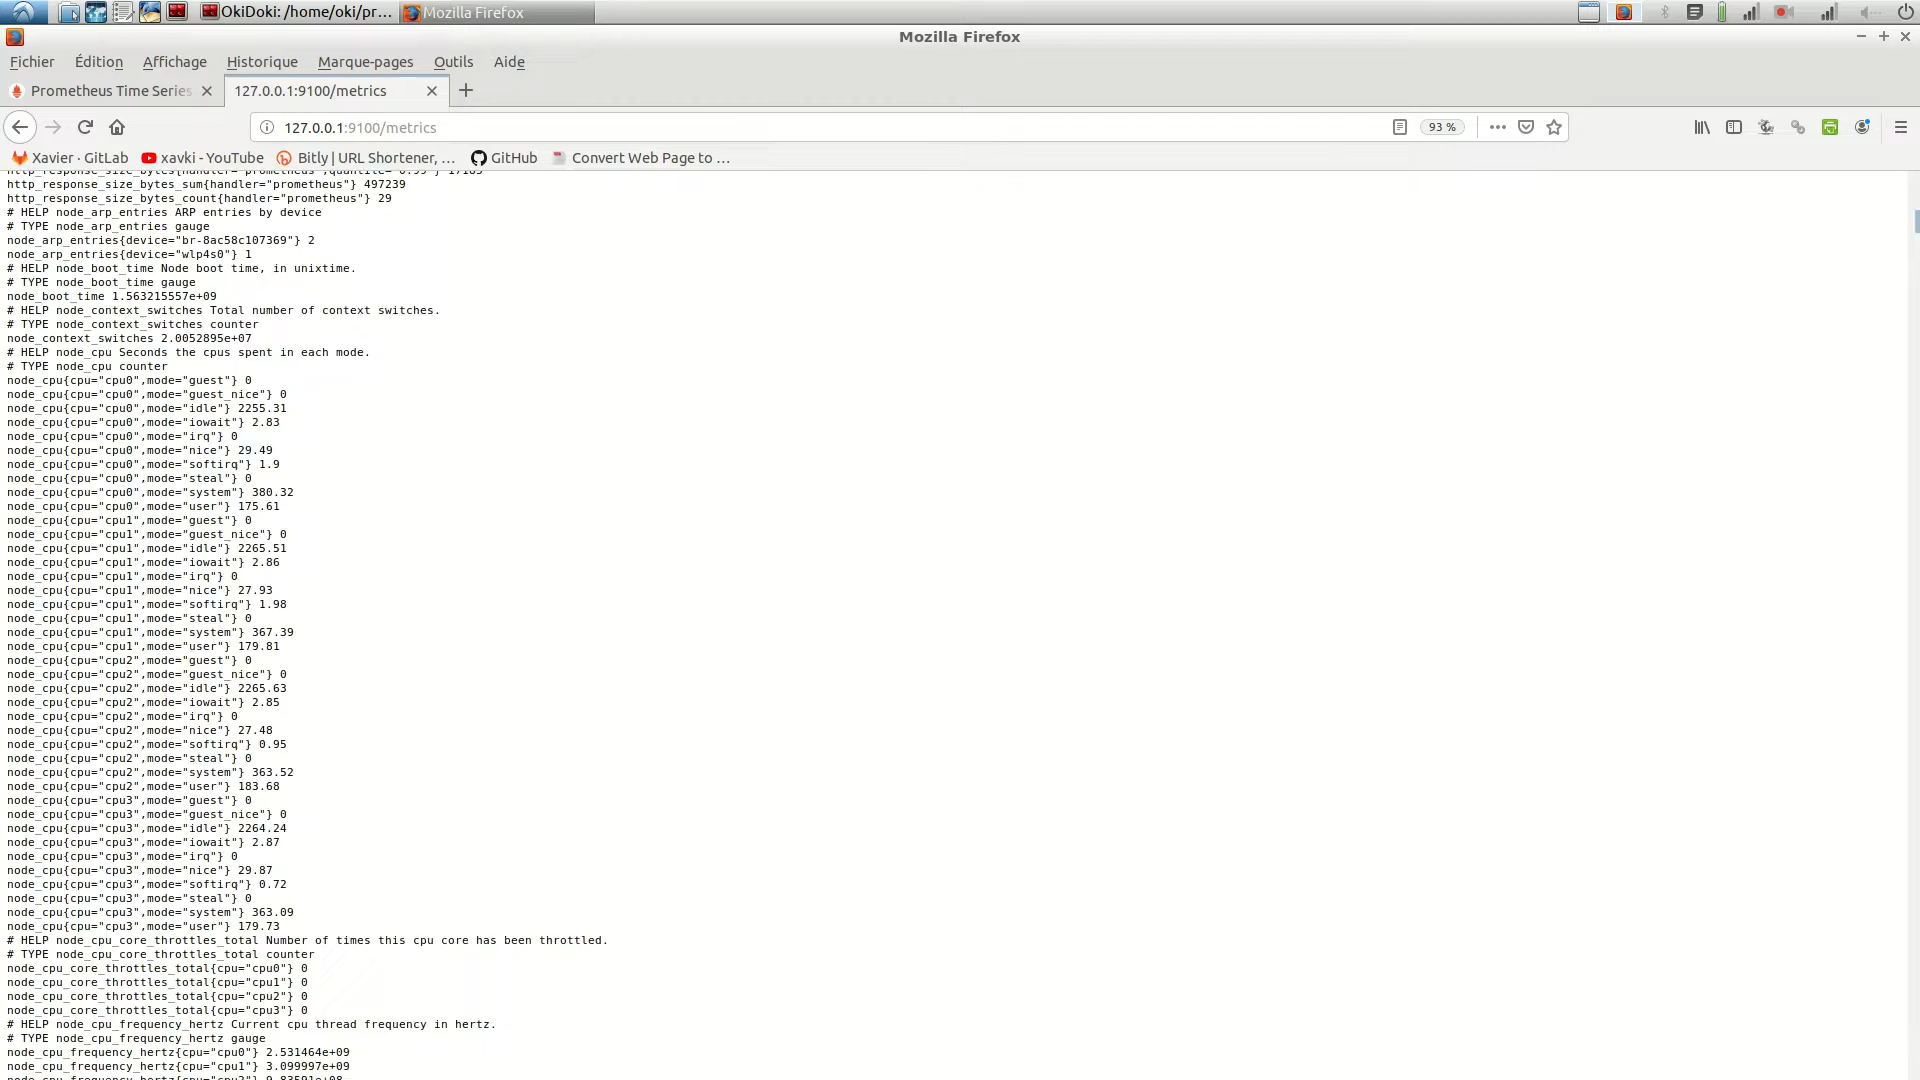 OkiDoki: /home/oki/pr...
Mozilla Firefox
Mozilla Firefox
Fichier Édition Affichage Historique Marque-pages Outils Aide
Prometheus Time Series
127.0.0.1:9100/metrics
127.0.0.1:9100/metrics
93 %
Xavier · GitLab
xavki - YouTube
Bitly | URL Shortener, ...
GitHub
Convert Web Page to ...
http_response_size_bytes{handler="prometheus",quantile="0.99"} 17189
http_response_size_bytes_sum{handler="prometheus"} 497239
http_response_size_bytes_count{handler="prometheus"} 29
# HELP node_arp_entries ARP entries by device
# TYPE node_arp_entries gauge
node_arp_entries{device="br-8ac58c107369"} 2
node_arp_entries{device="wlp4s0"} 1
# HELP node_boot_time Node boot time, in unixtime.
# TYPE node_boot_time gauge
node_boot_time 1.563215557e+09
# HELP node_context_switches Total number of context switches.
# TYPE node_context_switches counter
node_context_switches 2.0052895e+07
# HELP node_cpu Seconds the cpus spent in each mode.
# TYPE node_cpu counter
node_cpu{cpu="cpu0",mode="guest"} 0
node_cpu{cpu="cpu0",mode="guest_nice"} 0
node_cpu{cpu="cpu0",mode="idle"} 2255.31
node_cpu{cpu="cpu0",mode="iowait"} 2.83
node_cpu{cpu="cpu0",mode="irq"} 0
node_cpu{cpu="cpu0",mode="nice"} 29.49
node_cpu{cpu="cpu0",mode="softirq"} 1.9
node_cpu{cpu="cpu0",mode="steal"} 0
node_cpu{cpu="cpu0",mode="system"} 380.32
node_cpu{cpu="cpu0",mode="user"} 175.61
node_cpu{cpu="cpu1",mode="guest"} 0
node_cpu{cpu="cpu1",mode="guest_nice"} 0
node_cpu{cpu="cpu1",mode="idle"} 2265.51
node_cpu{cpu="cpu1",mode="iowait"} 2.86
node_cpu{cpu="cpu1",mode="irq"} 0
node_cpu{cpu="cpu1",mode="nice"} 27.93
node_cpu{cpu="cpu1",mode="softirq"} 1.98
node_cpu{cpu="cpu1",mode="steal"} 0
node_cpu{cpu="cpu1",mode="system"} 367.39
node_cpu{cpu="cpu1",mode="user"} 179.81
node_cpu{cpu="cpu2",mode="guest"} 0
node_cpu{cpu="cpu2",mode="guest_nice"} 0
node_cpu{cpu="cpu2",mode="idle"} 2265.63
node_cpu{cpu="cpu2",mode="iowait"} 2.85
node_cpu{cpu="cpu2",mode="irq"} 0
node_cpu{cpu="cpu2",mode="nice"} 27.48
node_cpu{cpu="cpu2",mode="softirq"} 0.95
node_cpu{cpu="cpu2",mode="steal"} 0
node_cpu{cpu="cpu2",mode="system"} 363.52
node_cpu{cpu="cpu2",mode="user"} 183.68
node_cpu{cpu="cpu3",mode="guest"} 0
node_cpu{cpu="cpu3",mode="guest_nice"} 0
node_cpu{cpu="cpu3",mode="idle"} 2264.24
node_cpu{cpu="cpu3",mode="iowait"} 2.87
node_cpu{cpu="cpu3",mode="irq"} 0
node_cpu{cpu="cpu3",mode="nice"} 29.87
node_cpu{cpu="cpu3",mode="softirq"} 0.72
node_cpu{cpu="cpu3",mode="steal"} 0
node_cpu{cpu="cpu3",mode="system"} 363.09
node_cpu{cpu="cpu3",mode="user"} 179.73
# HELP node_cpu_core_throttles_total Number of times this cpu core has been throttled.
# TYPE node_cpu_core_throttles_total counter
node_cpu_core_throttles_total{cpu="cpu0"} 0
node_cpu_core_throttles_total{cpu="cpu1"} 0
node_cpu_core_throttles_total{cpu="cpu2"} 0
node_cpu_core_throttles_total{cpu="cpu3"} 0
# HELP node_cpu_frequency_hertz Current cpu thread frequency in hertz.
# TYPE node_cpu_frequency_hertz gauge
node_cpu_frequency_hertz{cpu="cpu0"} 2.531464e+09
node_cpu_frequency_hertz{cpu="cpu1"} 3.099997e+09
node_cpu_frequency_hertz{cpu="cpu2"}